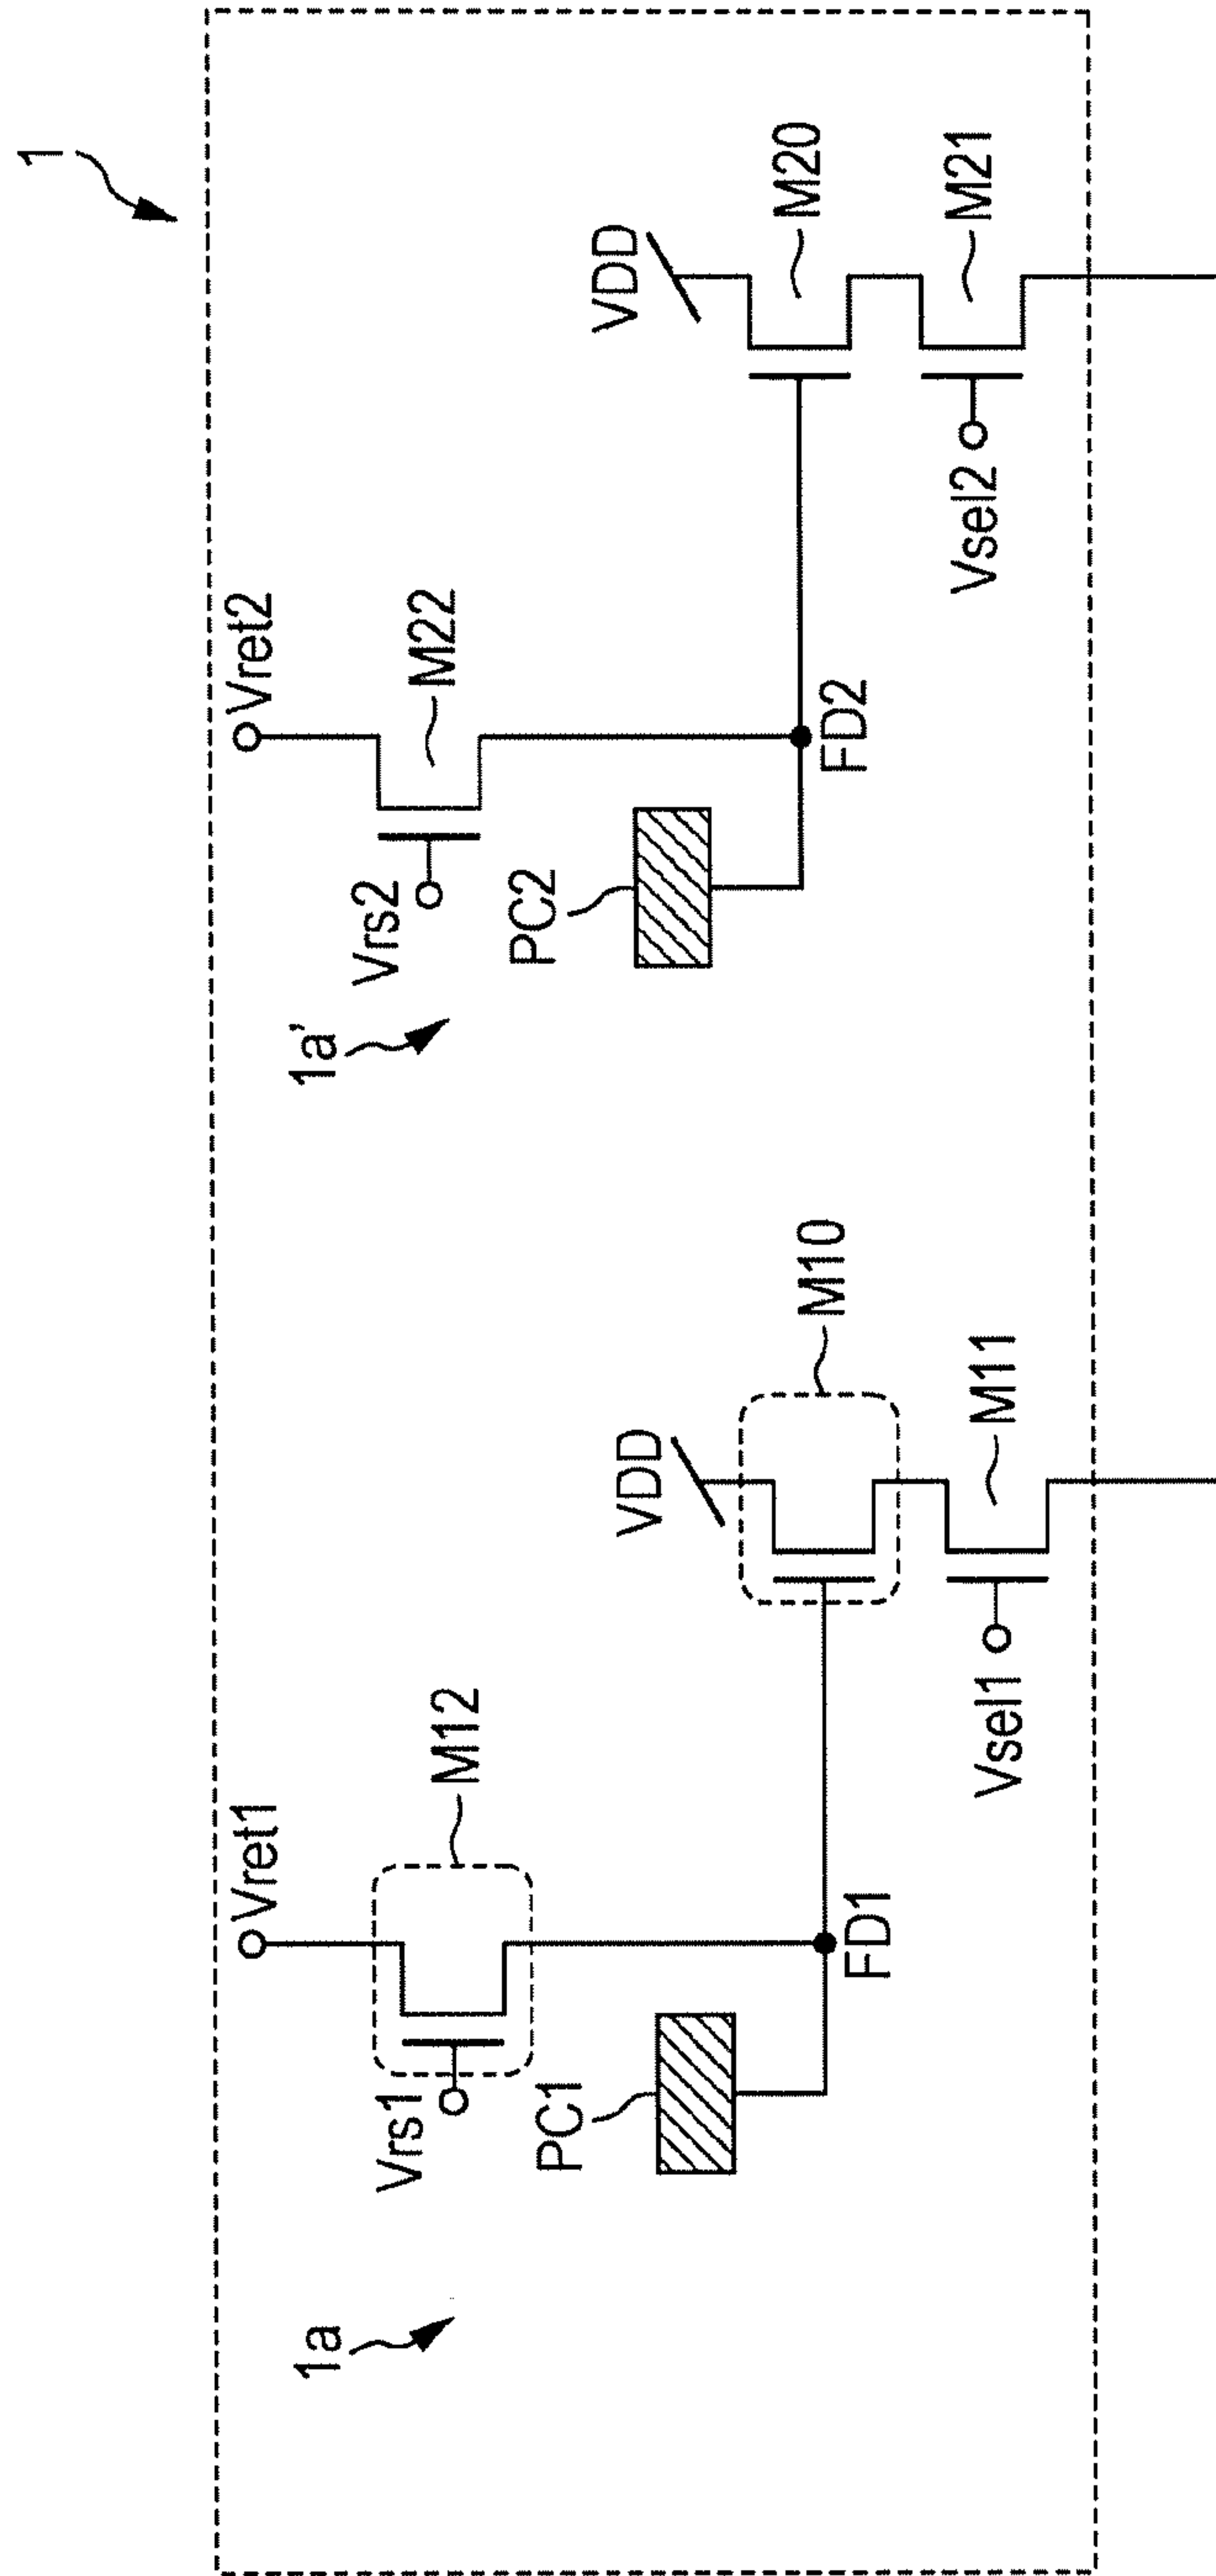 1
1a
Vret1
M12
Vrs1
PC1
FD1
VDD
M10
M11
Vsel1
1a'
Vret2
M22
Vrs2
PC2
FD2
VDD
M20
M21
Vsel2